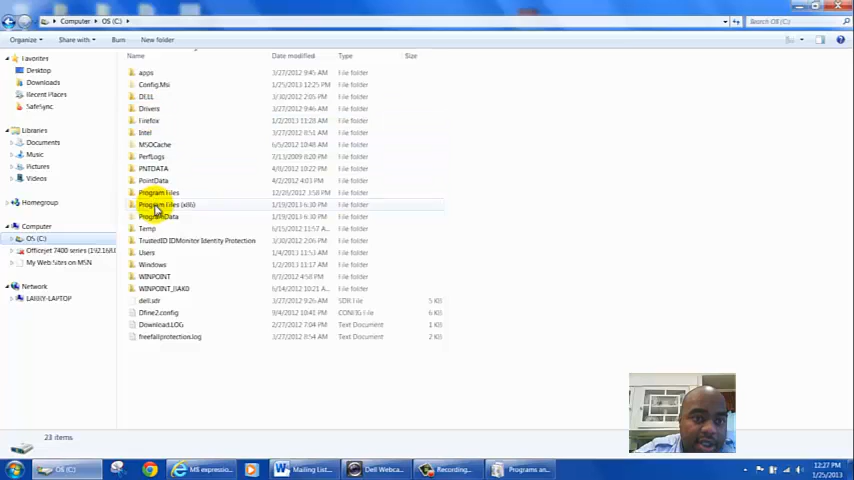 Computer ▸ OS (C:) ▸
Search OS (C:)
Organize ▾ Share with ▾ Burn New folder
Name Date modified Type Size
Favorites
Desktop
Downloads
Recent Places
SafeSync
Libraries
Documents
Music
Pictures
Videos
Homegroup
Computer
OS (C:)
Officejet 7400 series (192.168.
My Web Sites on MSN
Network
LARRY-LAPTOP
apps 3/27/2012 9:45 AM File folder
Config.Msi 1/25/2013 12:25 PM File folder
DELL 3/30/2012 2:05 PM File folder
Drivers 3/27/2012 9:46 AM File folder
Firefox 1/2/2013 11:28 AM File folder
Intel 3/27/2012 8:51 AM File folder
MSOCache 6/5/2012 10:48 AM File folder
PerfLogs 7/13/2009 8:20 PM File folder
PNTDATA 4/8/2012 10:22 PM File folder
PointData 4/2/2012 4:03 PM File folder
Program Files 12/26/2012 3:58 PM File folder
Program Files (x86) 1/19/2013 6:30 PM File folder
ProgramData 1/19/2013 6:30 PM File folder
Temp 6/15/2012 11:57 A... File folder
TrustedID IDMonitor Identity Protection 3/30/2012 2:06 PM File folder
Users 1/4/2013 11:53 AM File folder
Windows 1/2/2013 11:17 AM File folder
WINPOINT 6/7/2012 4:58 PM File folder
WINPOINT_BAK0 6/14/2012 10:21 A... File folder
dell.sdr 3/27/2012 9:26 AM SDR File 5 KB
Dfine2.config 9/4/2012 10:41 PM CONFIG File 6 KB
Download.LOG 2/27/2012 7:04 PM Text Document 1 KB
freefallprotection.log 3/27/2012 8:51 AM Text Document 2 KB
23 items
OS (C:) MS expressio... Mailing List... Dell Webca... Recording... Programs an...
12:27 PM
1/25/2013